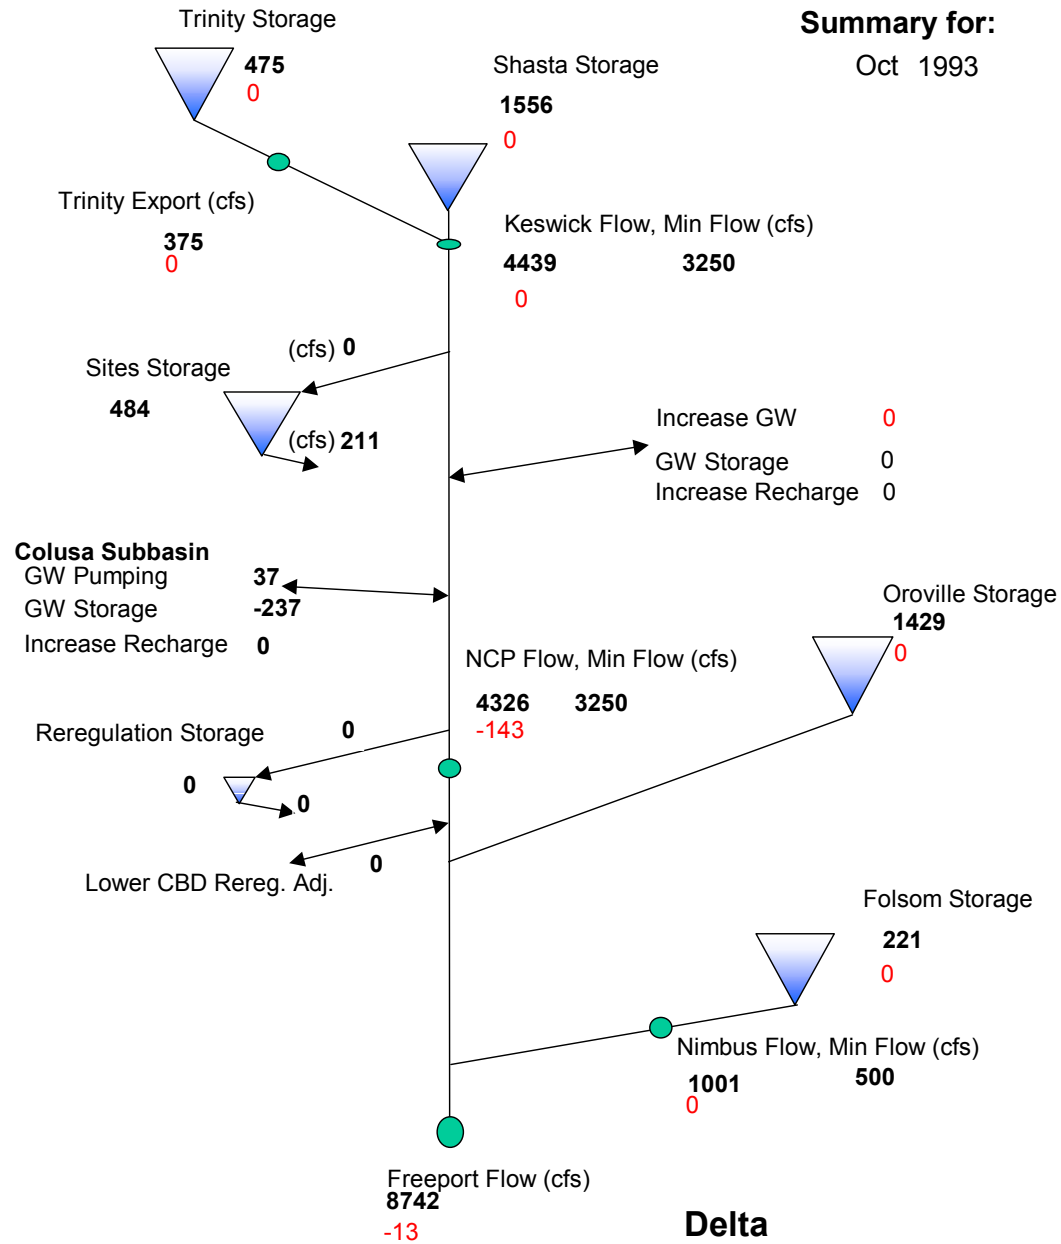 Summary for:
Oct 1993
Trinity Storage
475
0
Shasta Storage
1556
0
Trinity Export (cfs)
375
0
Keswick Flow, Min Flow (cfs)
4439 3250
0
(cfs) 0
Sites Storage
484
(cfs) 211
Increase GW 0
GW Storage 0
Increase Recharge 0
Colusa Subbasin
GW Pumping 37
GW Storage -237
Increase Recharge 0
Oroville Storage
1429
0
NCP Flow, Min Flow (cfs)
4326 3250
-143
Reregulation Storage 0
0
0
0
Lower CBD Rereg. Adj.
Folsom Storage
221
0
Nimbus Flow, Min Flow (cfs)
1001 500
0
Freeport Flow (cfs)
8742
-13
Delta